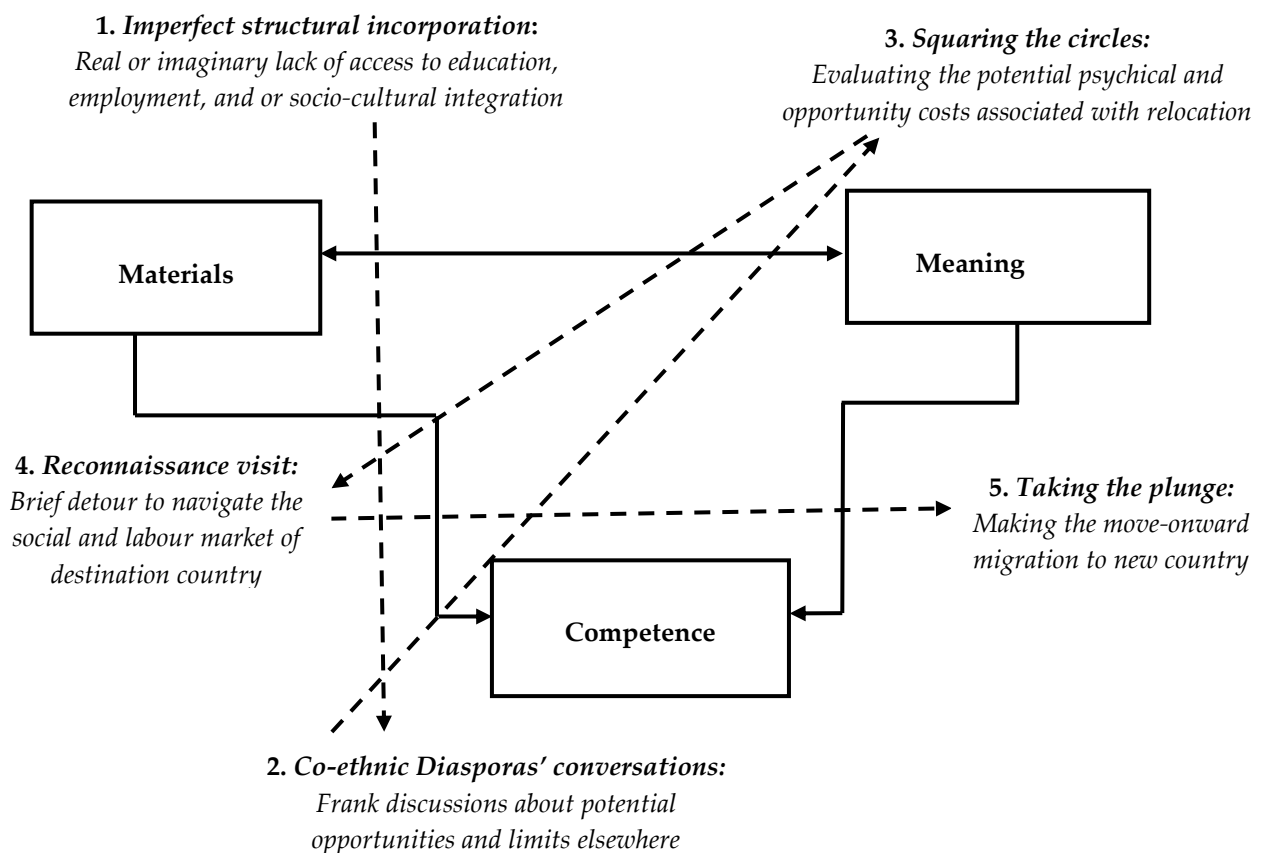 1. Imperfect structural incorporation:
Real or imaginary lack of access to education,
employment, and or socio-cultural integration
3. Squaring the circles:
Evaluating the potential psychical and
opportunity costs associated with relocation
Materials
Meaning
4. Reconnaissance visit:
Brief detour to navigate the
social and labour market of
destination country
5. Taking the plunge:
Making the move-onward
migration to new country
Competence
2. Co-ethnic Diasporas' conversations:
Frank discussions about potential
opportunities and limits elsewhere